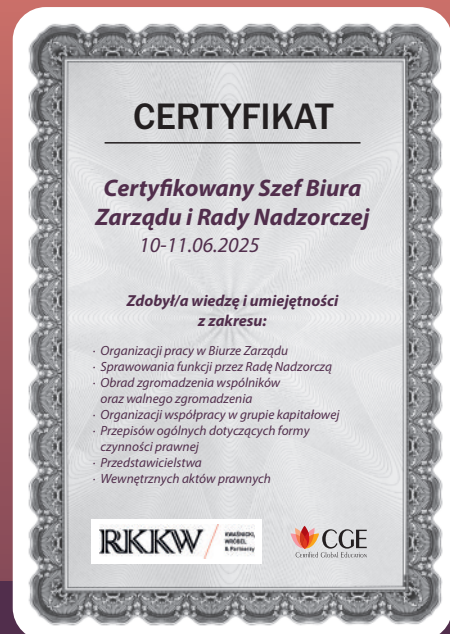 CERTYFIKAT
Certyfikowany Szef Biura
Zarządu i Rady Nadzorczej
10-11.06.2025
Zdobył/a wiedzę i umiejętności
z zakresu:
· Organizacji pracy w Biurze Zarządu
· Sprawowania funkcji przez Radę Nadzorczą
· Obrad zgromadzenia wspólników
oraz walnego zgromadzenia
· Organizacji współpracy w grupie kapitałowej
· Przepisów ogólnych dotyczących formy
czynności prawnej
· Przedstawicielstwa
· Wewnętrznych aktów prawnych
RKKW / KWAŚNICKI,
WRÓBEL
& Partnerzy
CGE
Certified Global Education